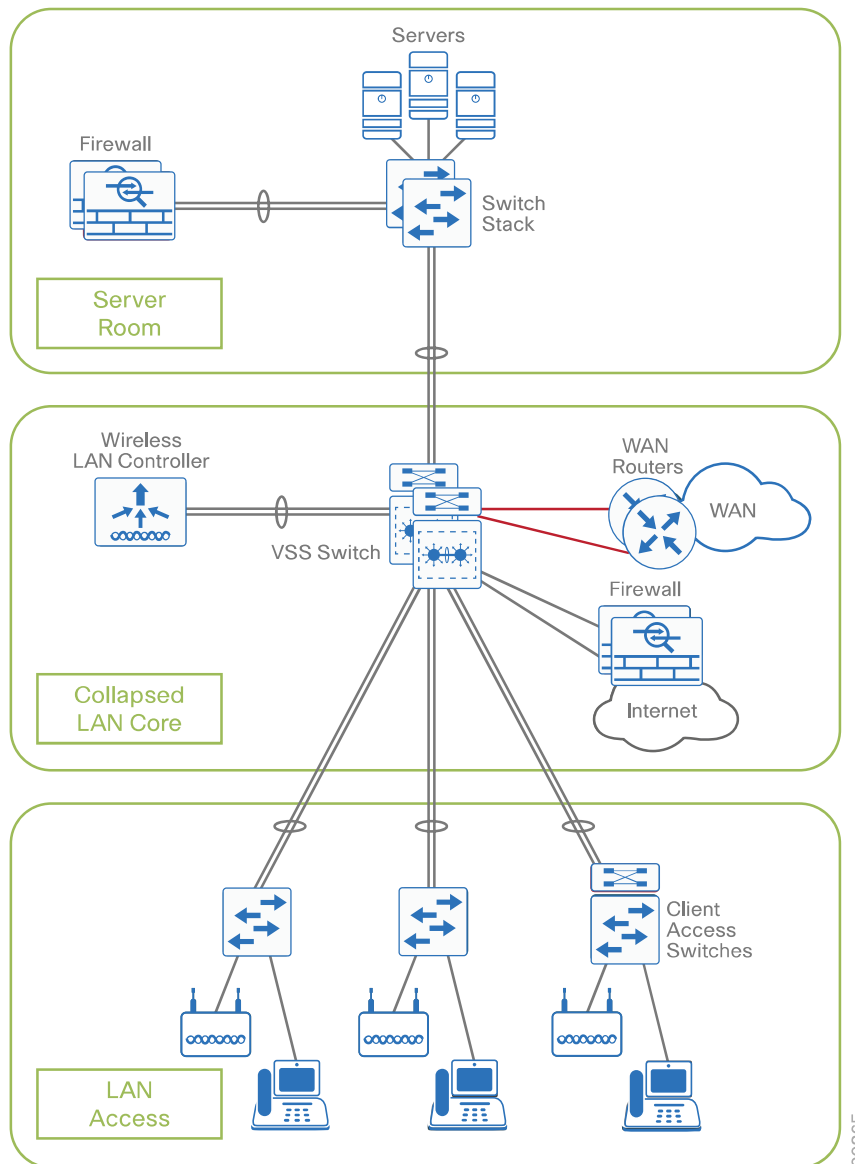 Servers
Firewall
Switch
Stack
Server
Room
Wireless
LAN Controller
WAN
Routers
WAN
VSS Switch
Firewall
Internet
Collapsed
LAN Core
Client
Access
Switches
LAN
Access